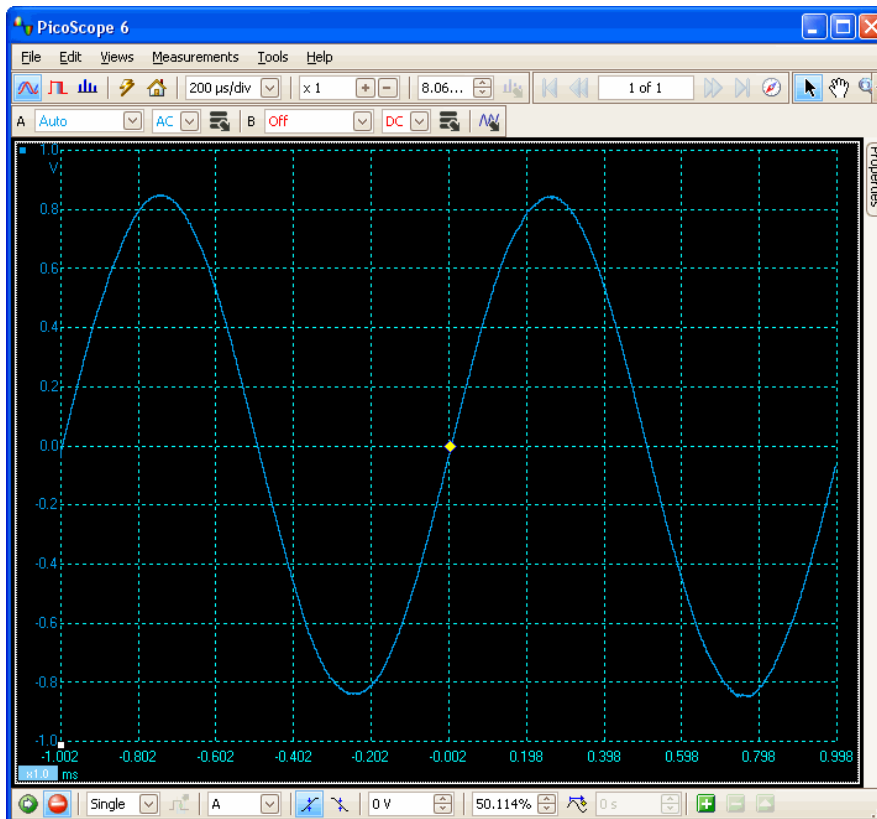 PicoScope 6
File Edit Views Measurements Tools Help
200 µs/div x 1 8.06... 1 of 1
A Auto AC B Off DC
Properties
1.0
V
0.8
0.6
0.4
0.2
0.0
-0.2
-0.4
-0.6
-0.8
-1.0
-1.002 -0.802 -0.602 -0.402 -0.202 -0.002 0.198 0.398 0.598 0.798 0.998
x1.0 ms
Single A 0 V 50.114% 0 s